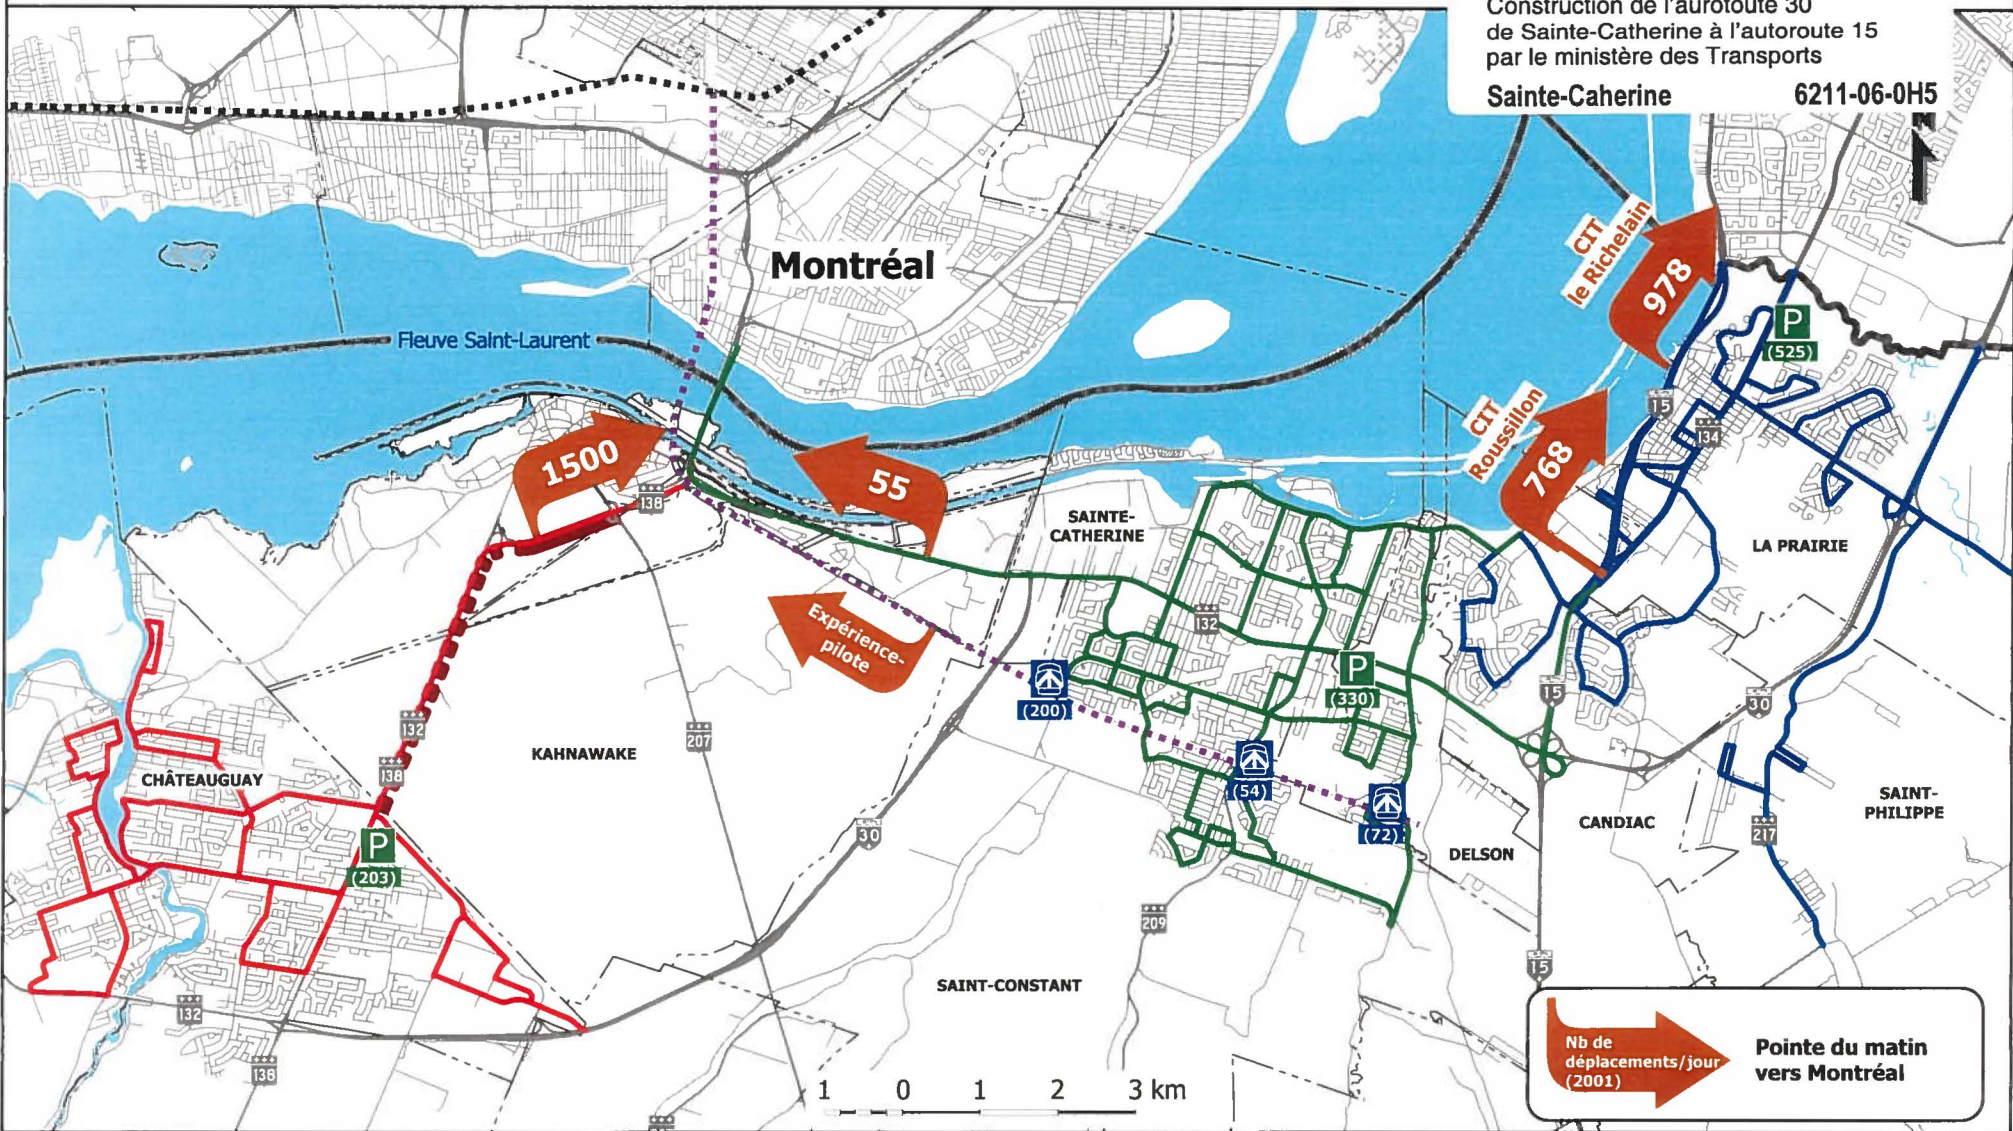 Construction de l'aurotoute 30
de Sainte-Catherine à l'autoroute 15
par le ministère des Transports
Sainte-Caherine 6211-06-0H5
N
CIT
le Richelain
978
Montréal
P
(525)
Fleuve Saint-Laurent
CIT
Roussillon
768
15
134
1500
55
138
SAINTE-
CATHERINE
LA PRAIRIE
Expérience-
pilote
132
P
(330)
(200)
15
30
132
207
KAHNAWAKE
138
CHÂTEAUGUAY
(54)
(72)
SAINT-
PHILIPPE
CANDIAC
217
30
P
(203)
DELSON
209
15
SAINT-CONSTANT
132
138
Nb de
déplacements/jour
(2001)
Pointe du matin
vers Montréal
1 0 1 2 3 km